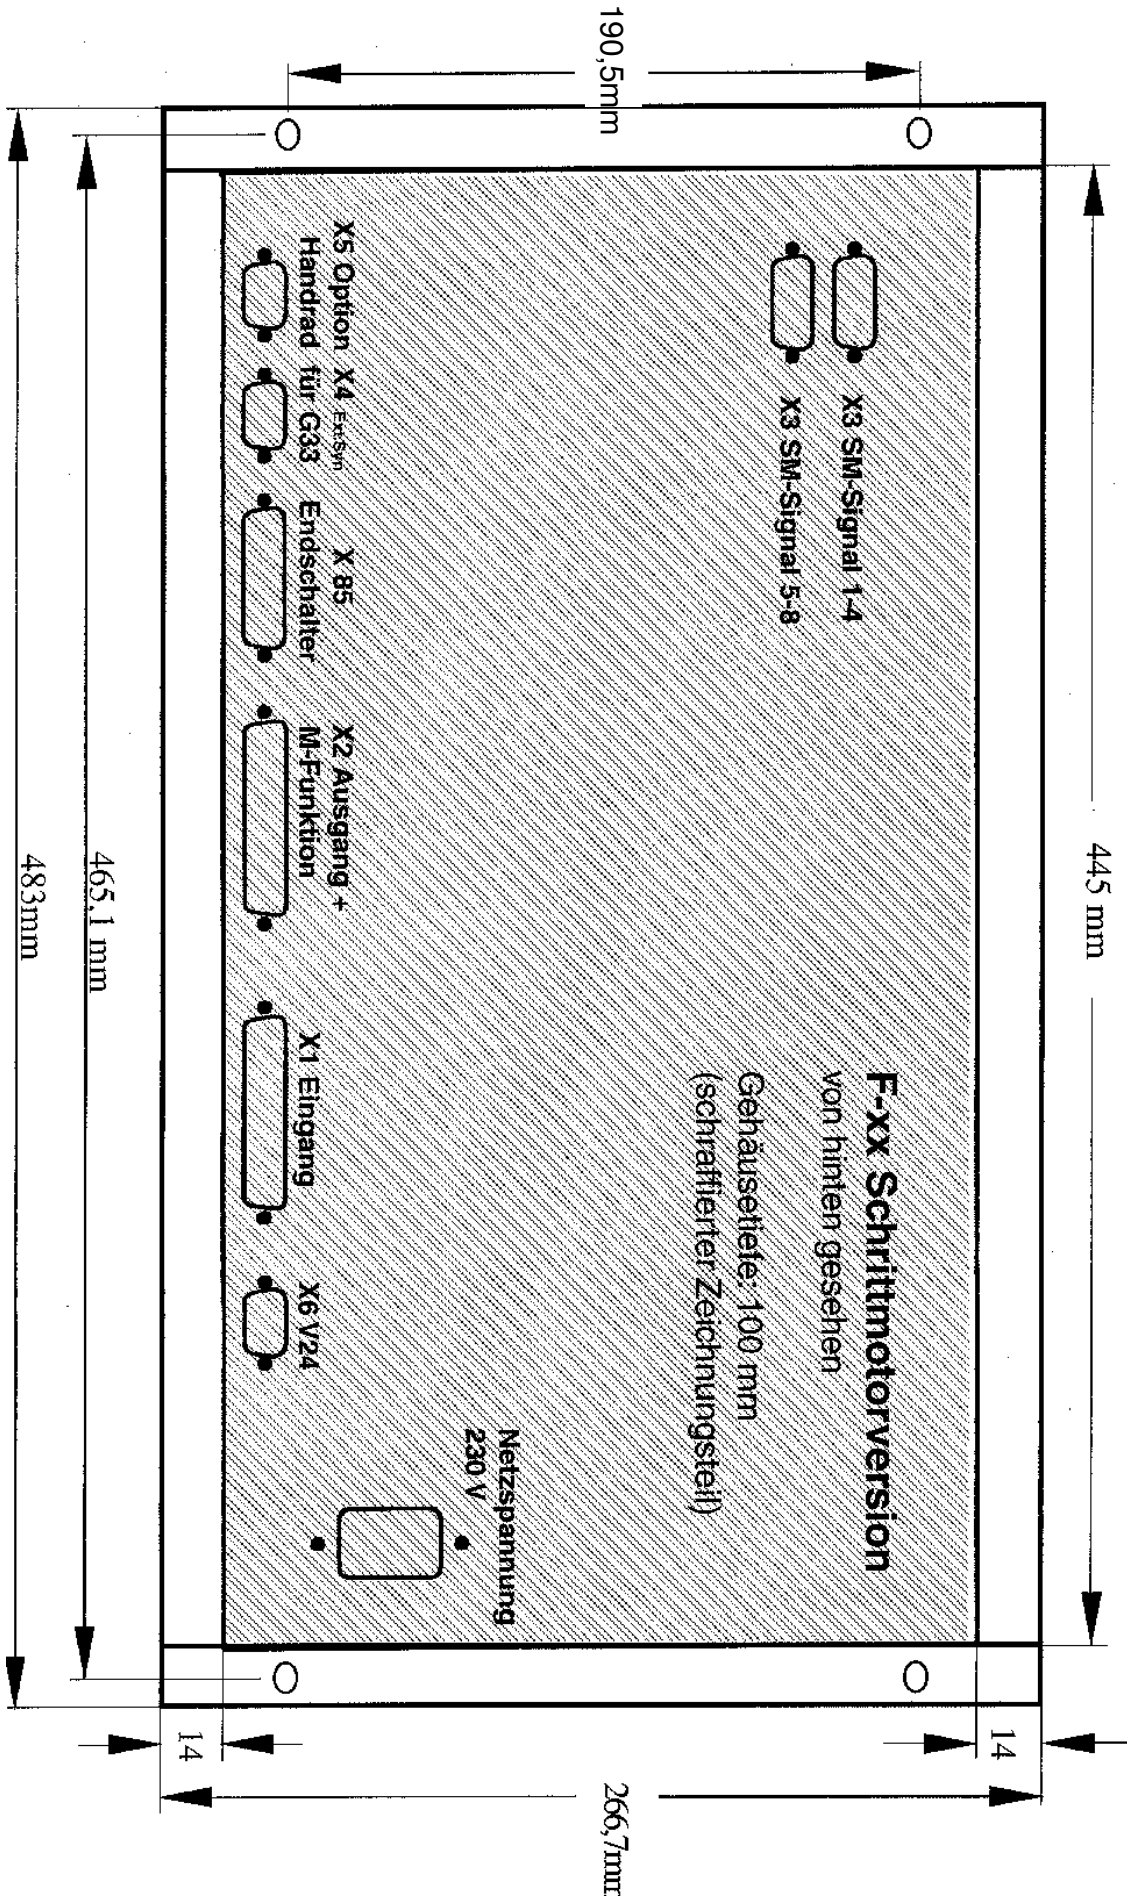 445 mm
F-xx Schrittmotorversion
von hinten gesehen
Gehäusetiefe: 100 mm
(schraffierter Zeichnungsteil)
X3 SM-Signal 1-4
X3 SM-Signal 5-8
190,5mm
266,7mm
14
14
Netzspannung
230 V
X5 Option
Handrad
X4 Ext.Syn
für G33
X 85
Endschalter
X2 Ausgang +
M-Funktion
X1 Eingang
X6 V24
465,1 mm
483mm